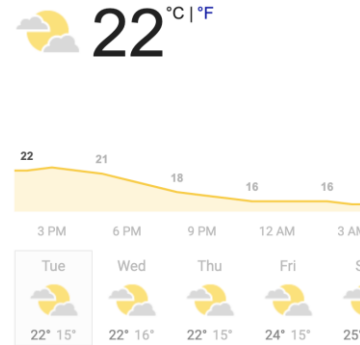 22 °C | °F
22 21 18 16 16
3 PM 6 PM 9 PM 12 AM 3 AM
Tue Wed Thu Fri S
22° 15° 22° 16° 22° 15° 24° 15° 25